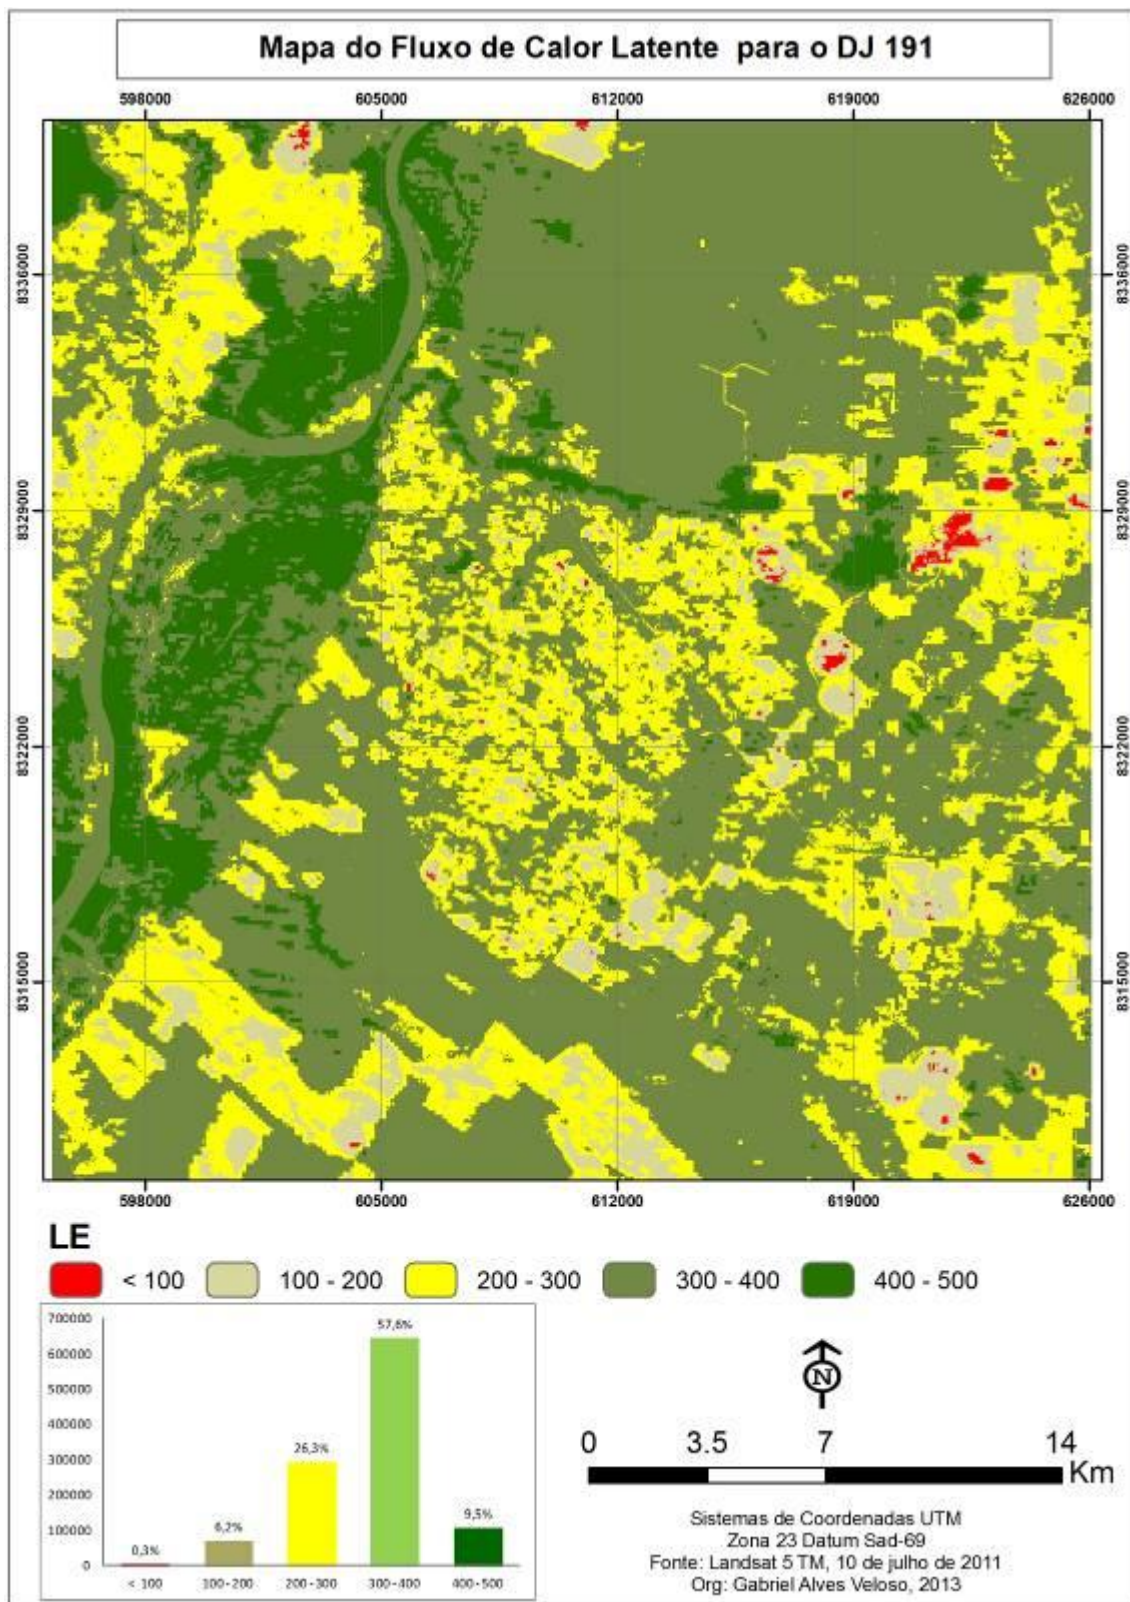 Mapa do Fluxo de Calor Latente para o DJ 191
598000 605000 612000 619000 626000
8336000 8336000
8329000 8329000
8322000 8322000
8315000 8315000
598000 605000 612000 619000 626000
LE
< 100 100 - 200 200 - 300 300 - 400 400 - 500
700000
600000
500000
400000
300000
200000
100000
0
0,3%
6,2%
26,3%
57,6%
9,5%
< 100 100 - 200 200 - 300 300 - 400 400 - 500
N
0 3.5 7 14
Km
Sistemas de Coordenadas UTM
Zona 23 Datum Sad-69
Fonte: Landsat 5 TM, 10 de julho de 2011
Org: Gabriel Alves Veloso, 2013